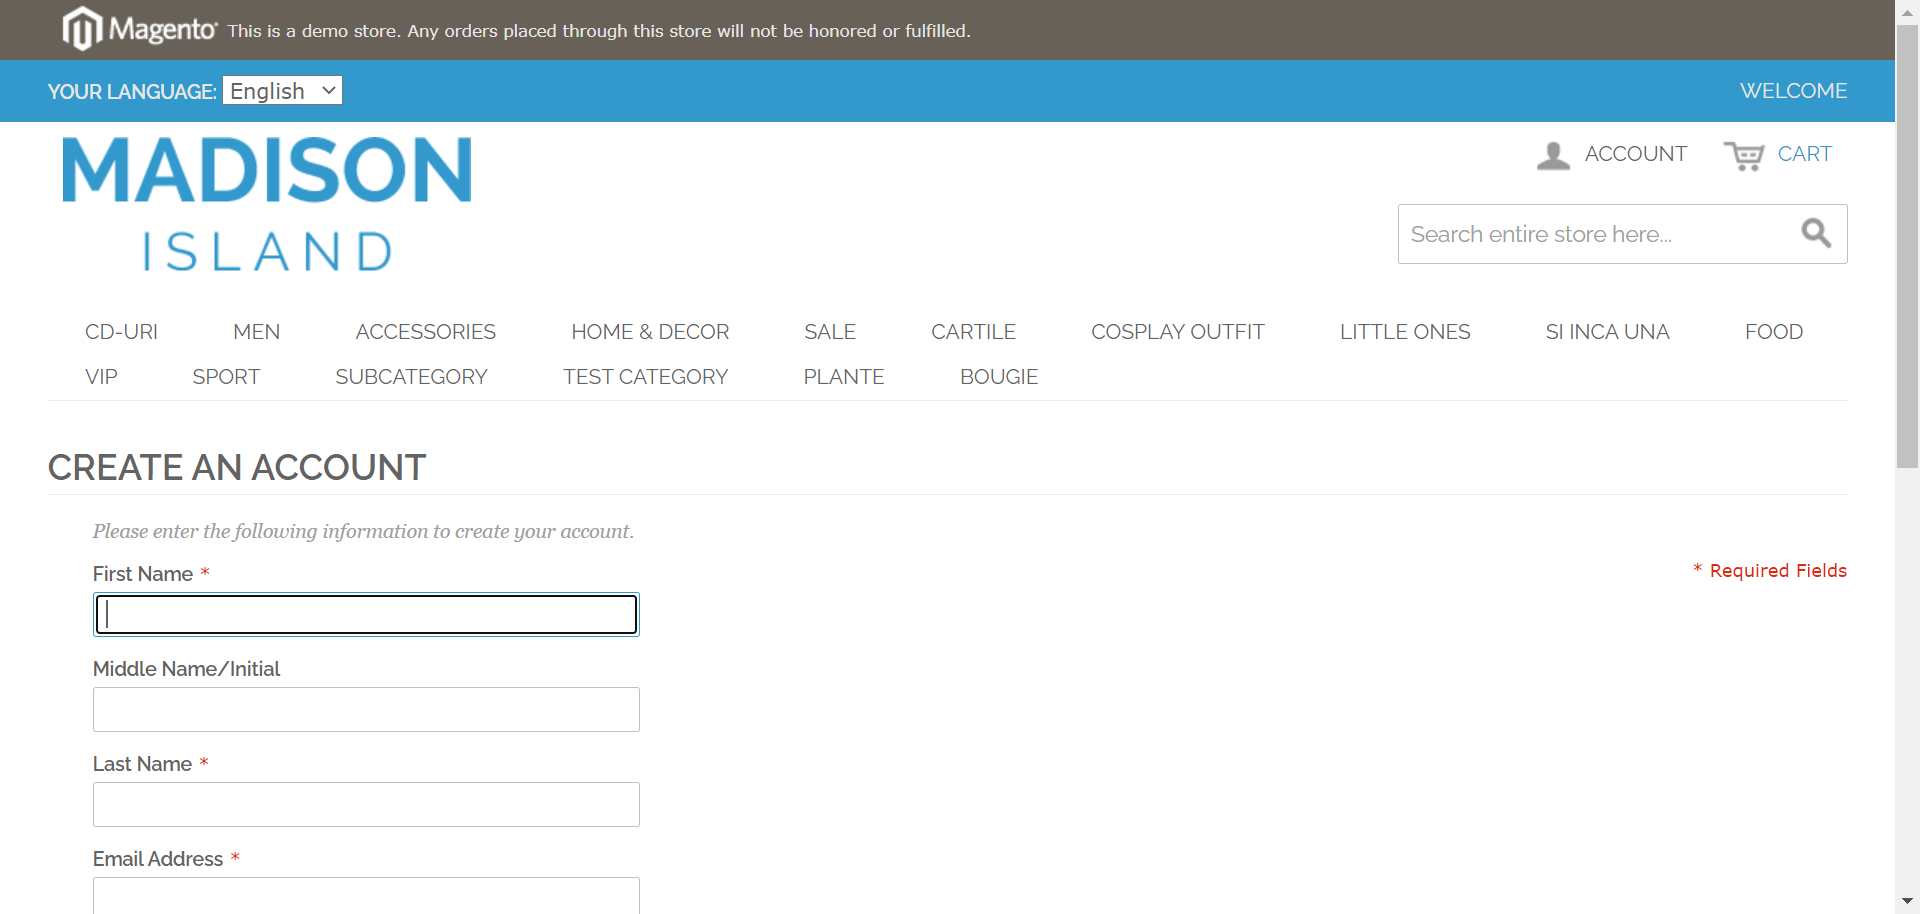 Magento This is a demo store. Any orders placed through this store will not be honored or fulfilled.
YOUR LANGUAGE: English WELCOME
MADISON
ISLAND
ACCOUNT CART
Search entire store here...
CD-URI MEN ACCESSORIES HOME & DECOR SALE CARTILE COSPLAY OUTFIT LITTLE ONES SI INCA UNA FOOD
VIP SPORT SUBCATEGORY TEST CATEGORY PLANTE BOUGIE
CREATE AN ACCOUNT
Please enter the following information to create your account.
* Required Fields
First Name *
Middle Name/Initial
Last Name *
Email Address *